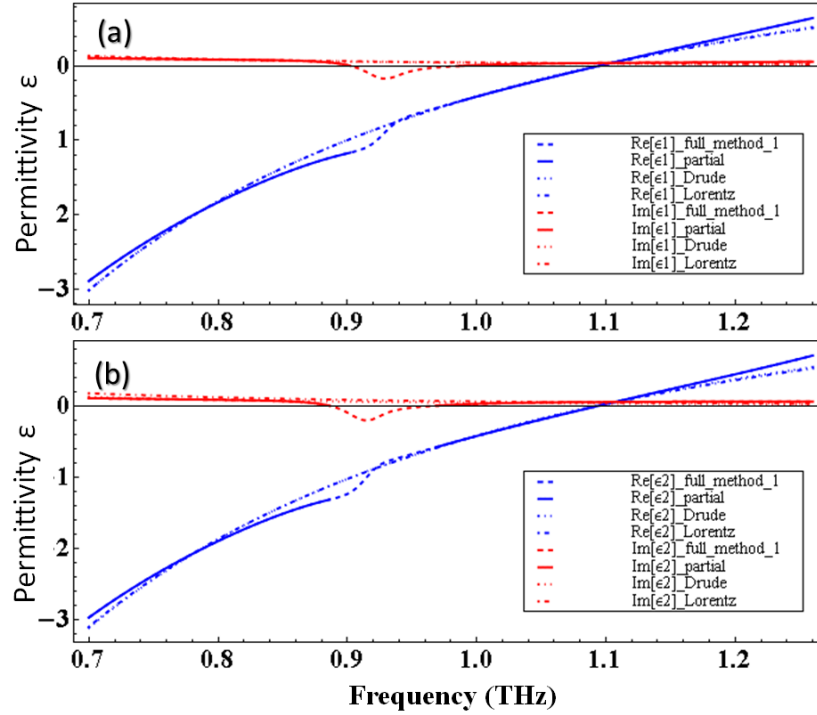 (a)
Permittivity ε
0
1
2
−3
Re[ϵ1]_full_method_1
Re[ϵ1]_partial
Re[ϵ1]_Drude
Re[ϵ1]_Lorentz
Im[ϵ1]_full_method_1
Im[ϵ1]_partial
Im[ϵ1]_Drude
Im[ϵ1]_Lorentz
0.7 0.8 0.9 1.0 1.1 1.2
(b)
Permittivity ε
0
-1
-2
−3
Re[ϵ2]_full_method_1
Re[ϵ2]_partial
Re[ϵ2]_Drude
Re[ϵ2]_Lorentz
Im[ϵ2]_full_method_1
Im[ϵ2]_partial
Im[ϵ2]_Drude
Im[ϵ2]_Lorentz
0.7 0.8 0.9 1.0 1.1 1.2
Frequency (THz)